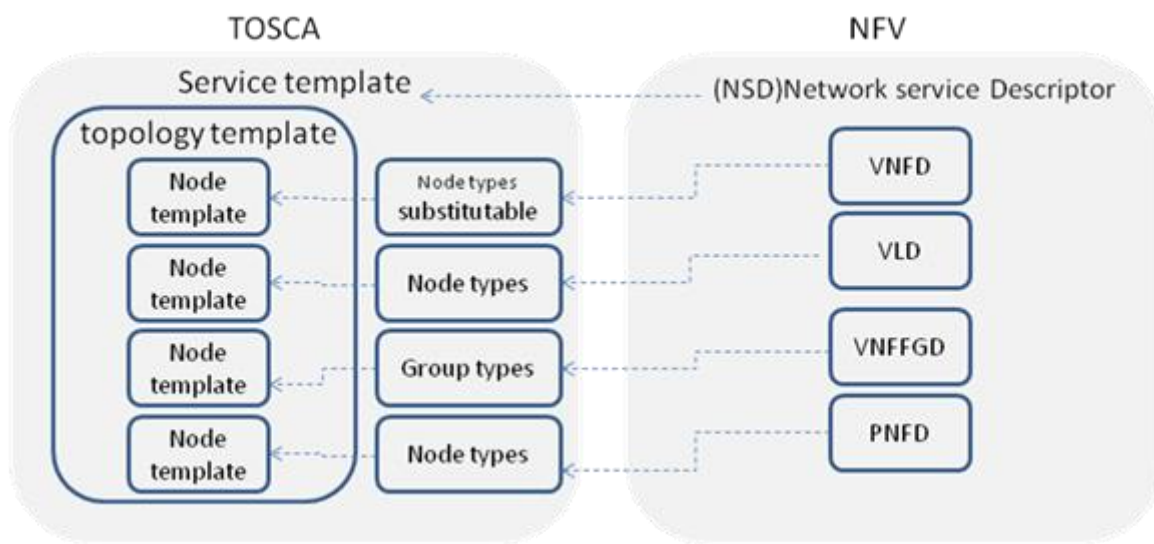 TOSCA
NFV
Service template
(NSD)Network service Descriptor
topology template
Node
template
Node types
substitutable
VNFD
Node
template
Node types
VLD
Node
template
Group types
VNFFGD
Node
template
Node types
PNFD